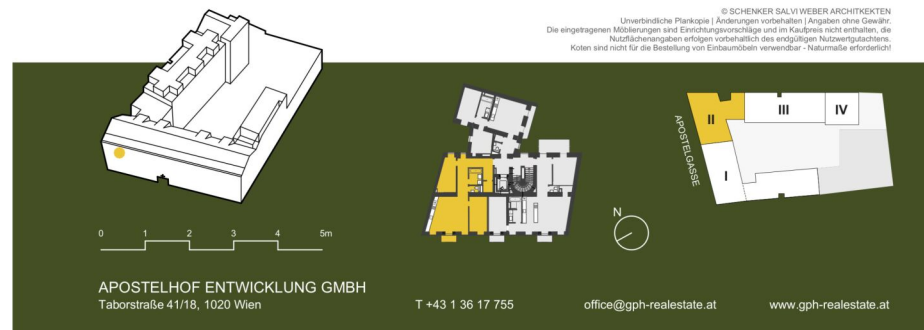 © SCHENKER SALVI WEBER ARCHITKEKTEN
Unverbindliche Plankopie | Änderungen vorbehalten | Angaben ohne Gewähr.
Die eingetragenen Möblierungen sind Einrichtungsvorschläge und im Kaufpreis nicht enthalten, die
Nutzflächenangaben erfolgen vorbehaltlich des endgültigen Nutzwertgutachtens.
Koten sind nicht für die Bestellung von Einbaumöbeln verwendbar - Naturmaße erforderlich!
II
III
IV
APOSTELGASSE
I
N
0 1 2 3 4 5m
APOSTELHOF ENTWICKLUNG GMBH
Taborstraße 41/18, 1020 Wien
T +43 1 36 17 755
office@gph-realestate.at
www.gph-realestate.at